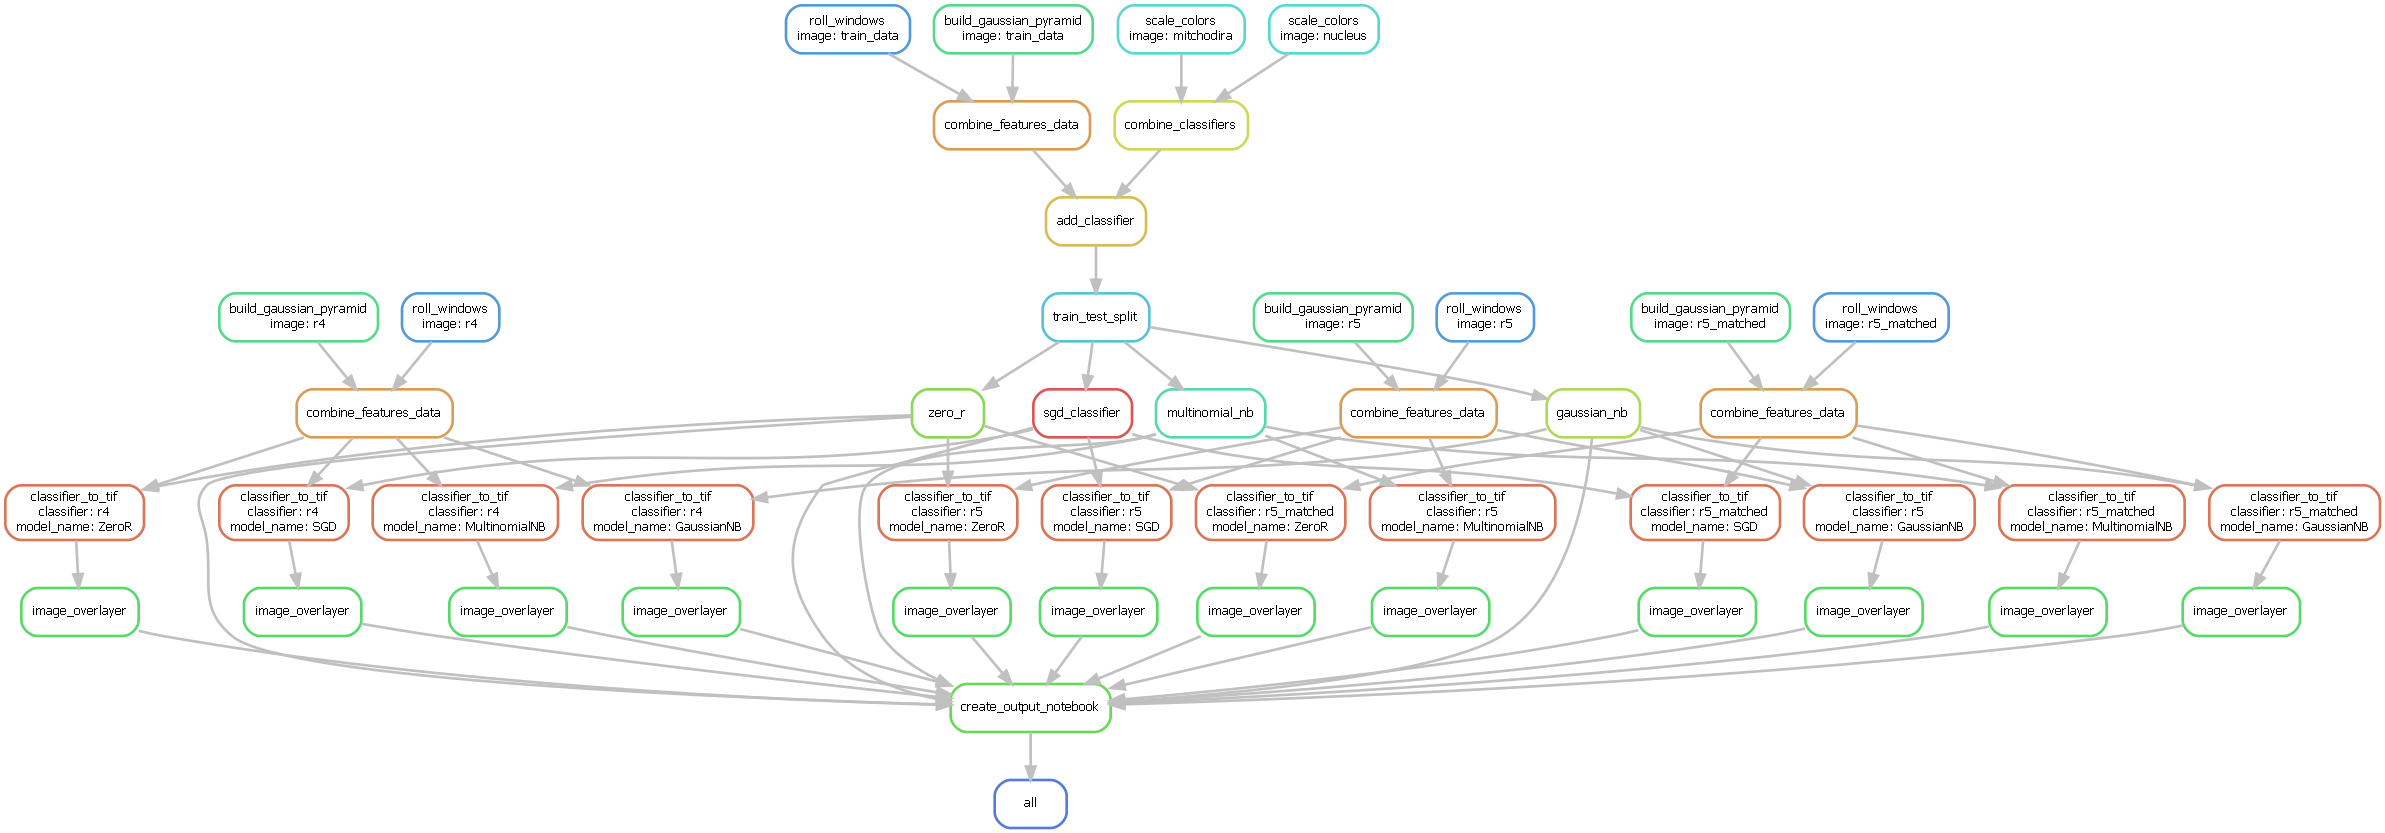 roll_windows
image: train_data
build_gaussian_pyramid
image: train_data
scale_colors
image: mitchodira
scale_colors
image: nucleus
combine_features_data
combine_classifiers
add_classifier
build_gaussian_pyramid
image: r4
roll_windows
image: r4
train_test_split
build_gaussian_pyramid
image: r5
roll_windows
image: r5
build_gaussian_pyramid
image: r5_matched
roll_windows
image: r5_matched
combine_features_data
zero_r
sgd_classifier
multinomial_nb
combine_features_data
gaussian_nb
combine_features_data
classifier_to_tif
classifier: r4
model_name: ZeroR
classifier_to_tif
classifier: r4
model_name: SGD
classifier_to_tif
classifier: r4
model_name: MultinomialNB
classifier_to_tif
classifier: r4
model_name: GaussianNB
classifier_to_tif
classifier: r5
model_name: ZeroR
classifier_to_tif
classifier: r5
model_name: SGD
classifier_to_tif
classifier: r5_matched
model_name: ZeroR
classifier_to_tif
classifier: r5
model_name: MultinomialNB
classifier_to_tif
classifier: r5_matched
model_name: SGD
classifier_to_tif
classifier: r5
model_name: GaussianNB
classifier_to_tif
classifier: r5_matched
model_name: MultinomialNB
classifier_to_tif
classifier: r5_matched
model_name: GaussianNB
image_overlayer
image_overlayer
image_overlayer
image_overlayer
image_overlayer
image_overlayer
image_overlayer
image_overlayer
image_overlayer
image_overlayer
image_overlayer
image_overlayer
create_output_notebook
all